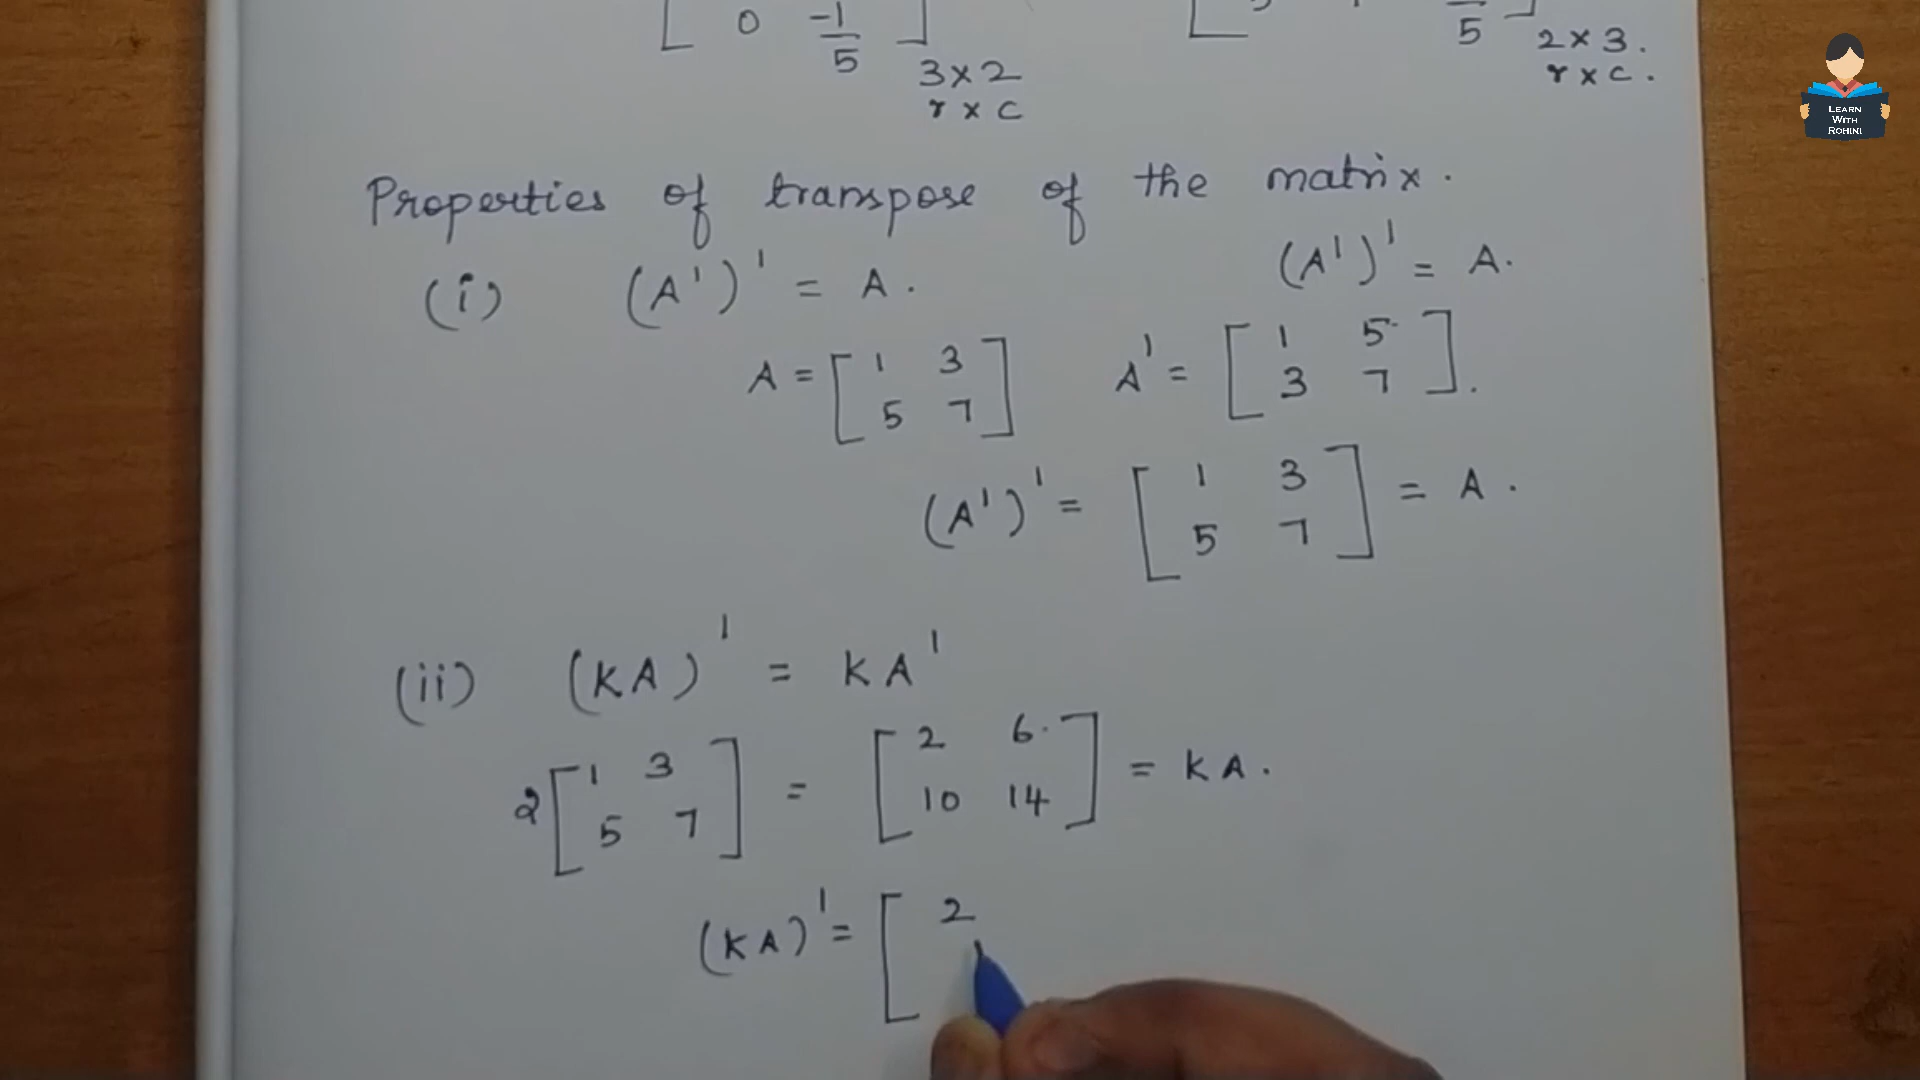 0 -1/5
3×2
r×c
5
2×3.
r×c.
LEARN
WITH
ROHINI
Properties of transpose of the matrix.
(i) (A')' = A.
(A')' = A.
A = [1 3
5 7]
A' = [1 5
3 7].
(A')' = [1 3
5 7] = A.
(ii) (KA)' = KA'
2[1 3
5 7] = [2 6
10 14] = KA.
(KA)' = [2